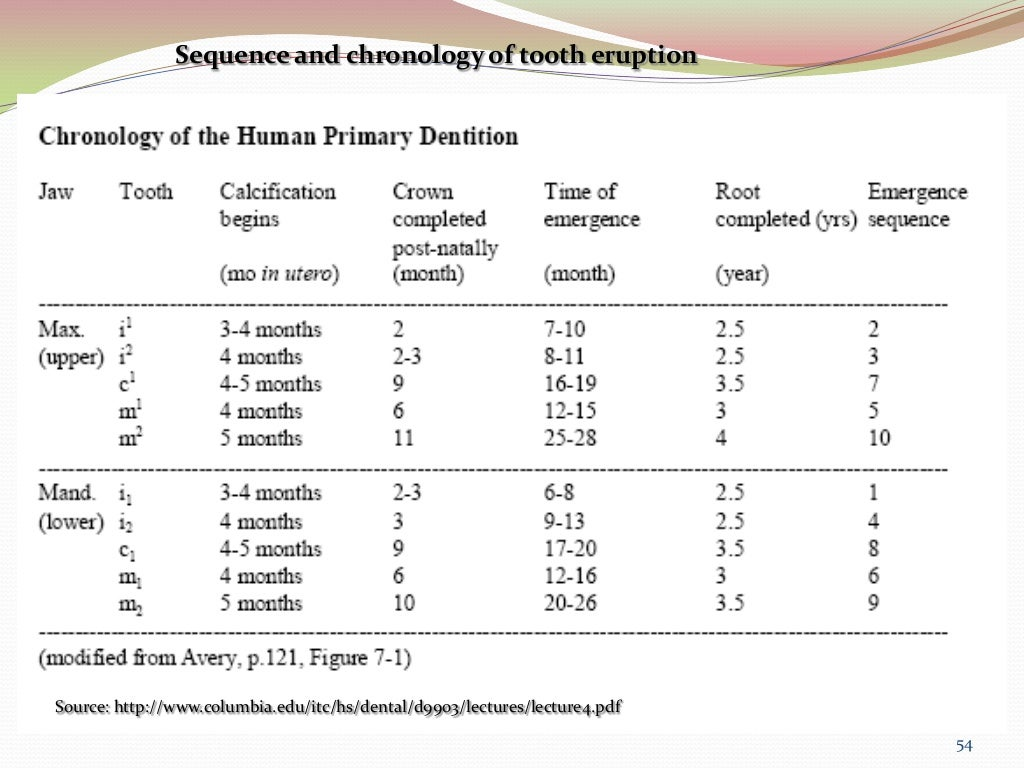 Sequence and chronology of tooth eruption
Chronology of the Human Primary Dentition
Jaw Tooth Calcification Crown Time of Root Emergence
begins completed emergence completed (yrs) sequence
post-natally
(mo in utero) (month) (month) (year)
Max. i¹ 3-4 months 2 7-10 2.5 2
(upper) i² 4 months 2-3 8-11 2.5 3
c¹ 4-5 months 9 16-19 3.5 7
m¹ 4 months 6 12-15 3 5
m² 5 months 11 25-28 4 10
Mand. i₁ 3-4 months 2-3 6-8 2.5 1
(lower) i₂ 4 months 3 9-13 2.5 4
c₁ 4-5 months 9 17-20 3.5 8
m₁ 4 months 6 12-16 3 6
m₂ 5 months 10 20-26 3.5 9
(modified from Avery, p.121, Figure 7-1)
Source: http://www.columbia.edu/itc/hs/dental/d9903/lectures/lecture4.pdf
54